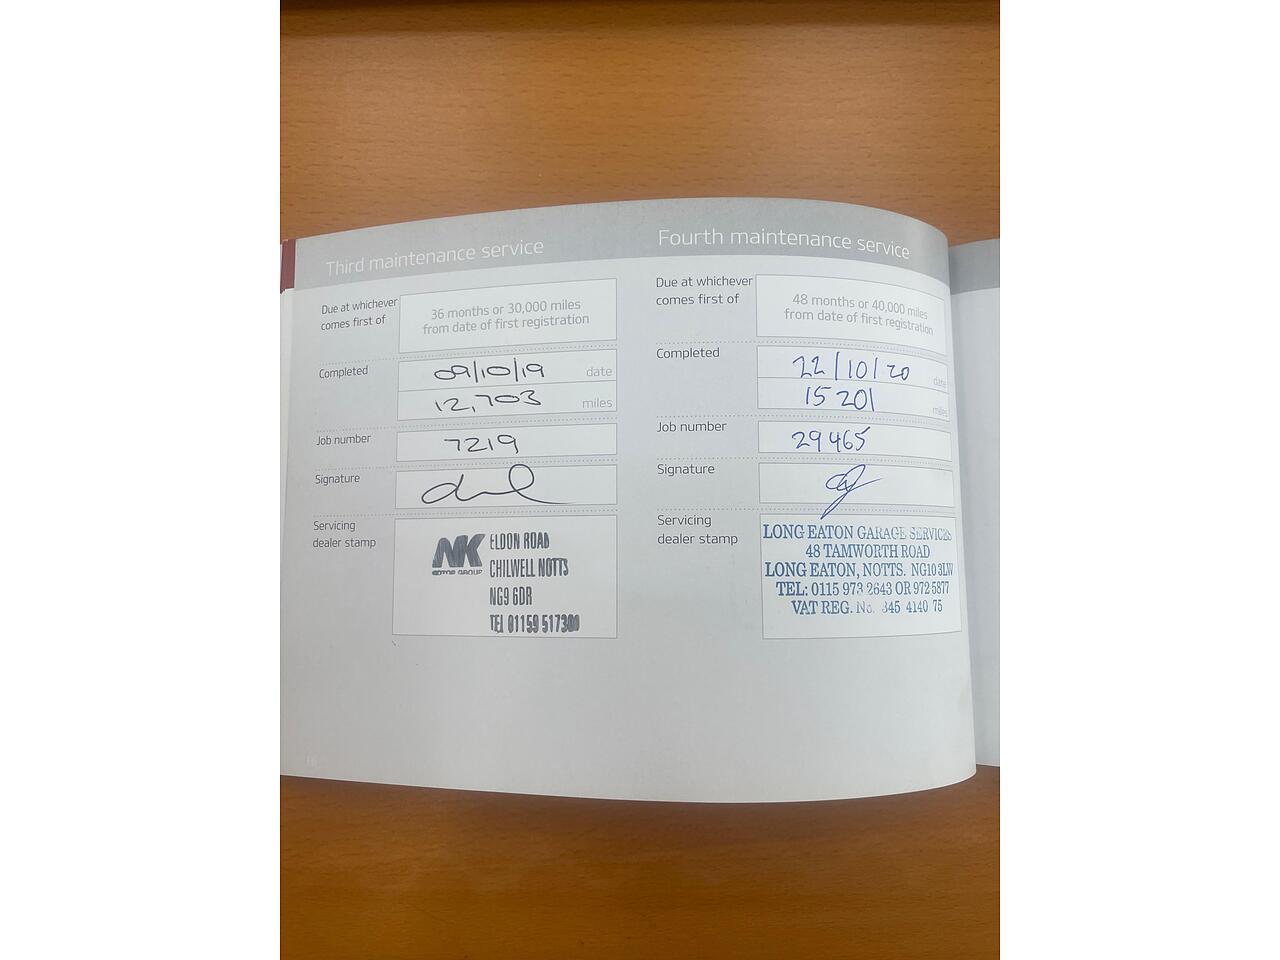 Third maintenance service
Due at whichever
comes first of
36 months or 30,000 miles
from date of first registration
Completed
09/10/19 date
12,703 miles
Job number
7219
Signature
Servicing
dealer stamp
NK
MOTOR GROUP
ELDON ROAD
CHILWELL NOTTS
NG9 6DR
TEL 01159 517300
Fourth maintenance service
Due at whichever
comes first of
48 months or 40,000 miles
from date of first registration
Completed
22/10/20 date
15201 miles
Job number
29465
Signature
Servicing
dealer stamp
LONG EATON GARAGE SERVICES
48 TAMWORTH ROAD
LONG EATON, NOTTS. NG10 3LW
TEL: 0115 973 2643 OR 972 5877
VAT REG. No. 345 4140 75